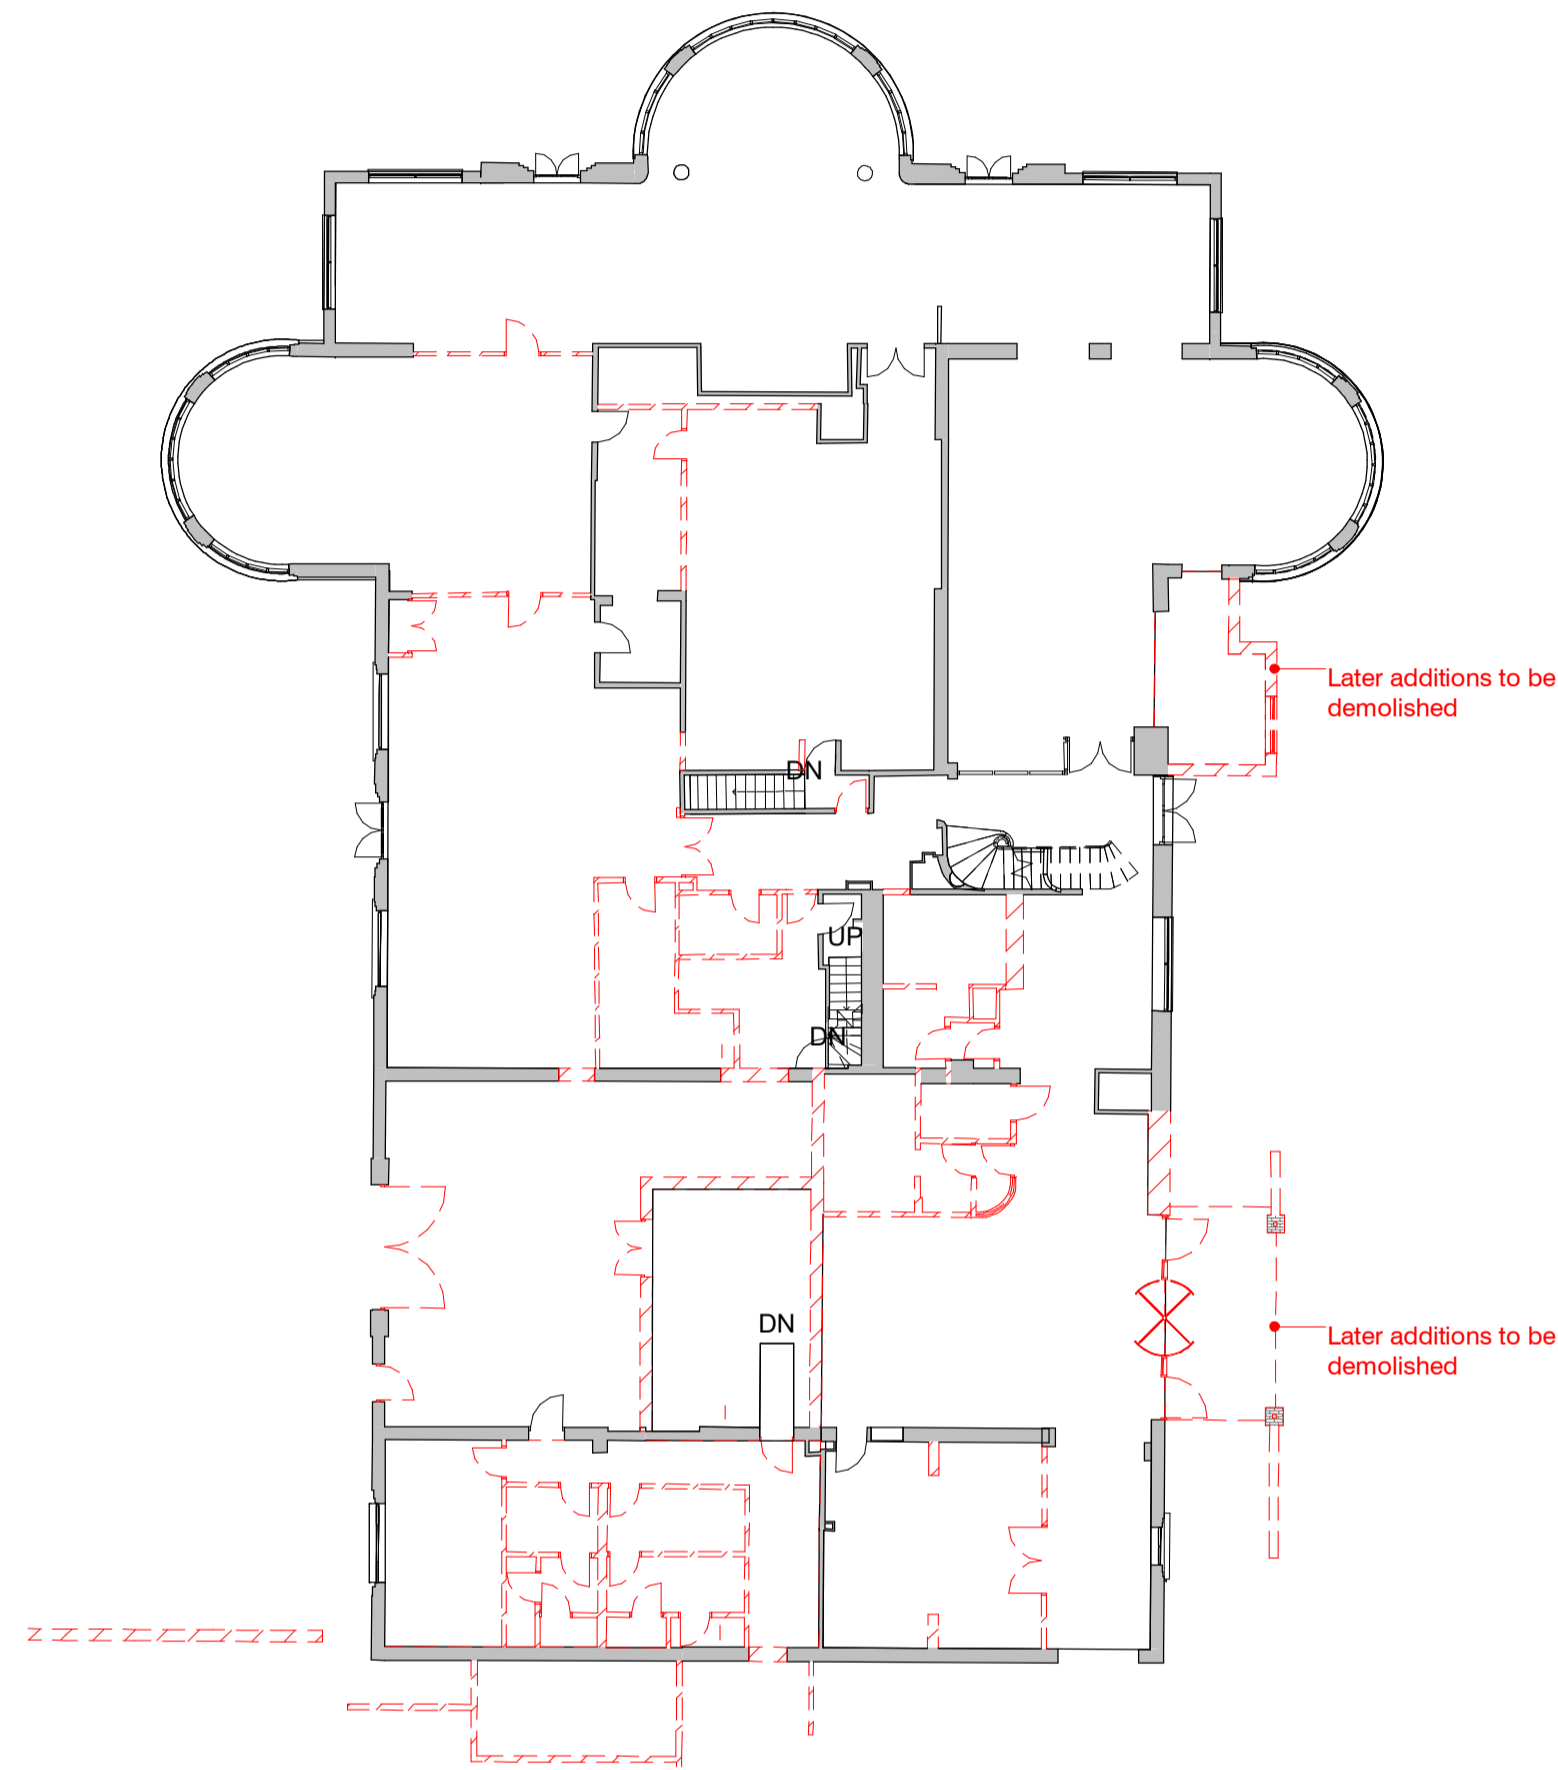 Later additions to be
demolished
DN
UP
DN
DN
Later additions to be
demolished